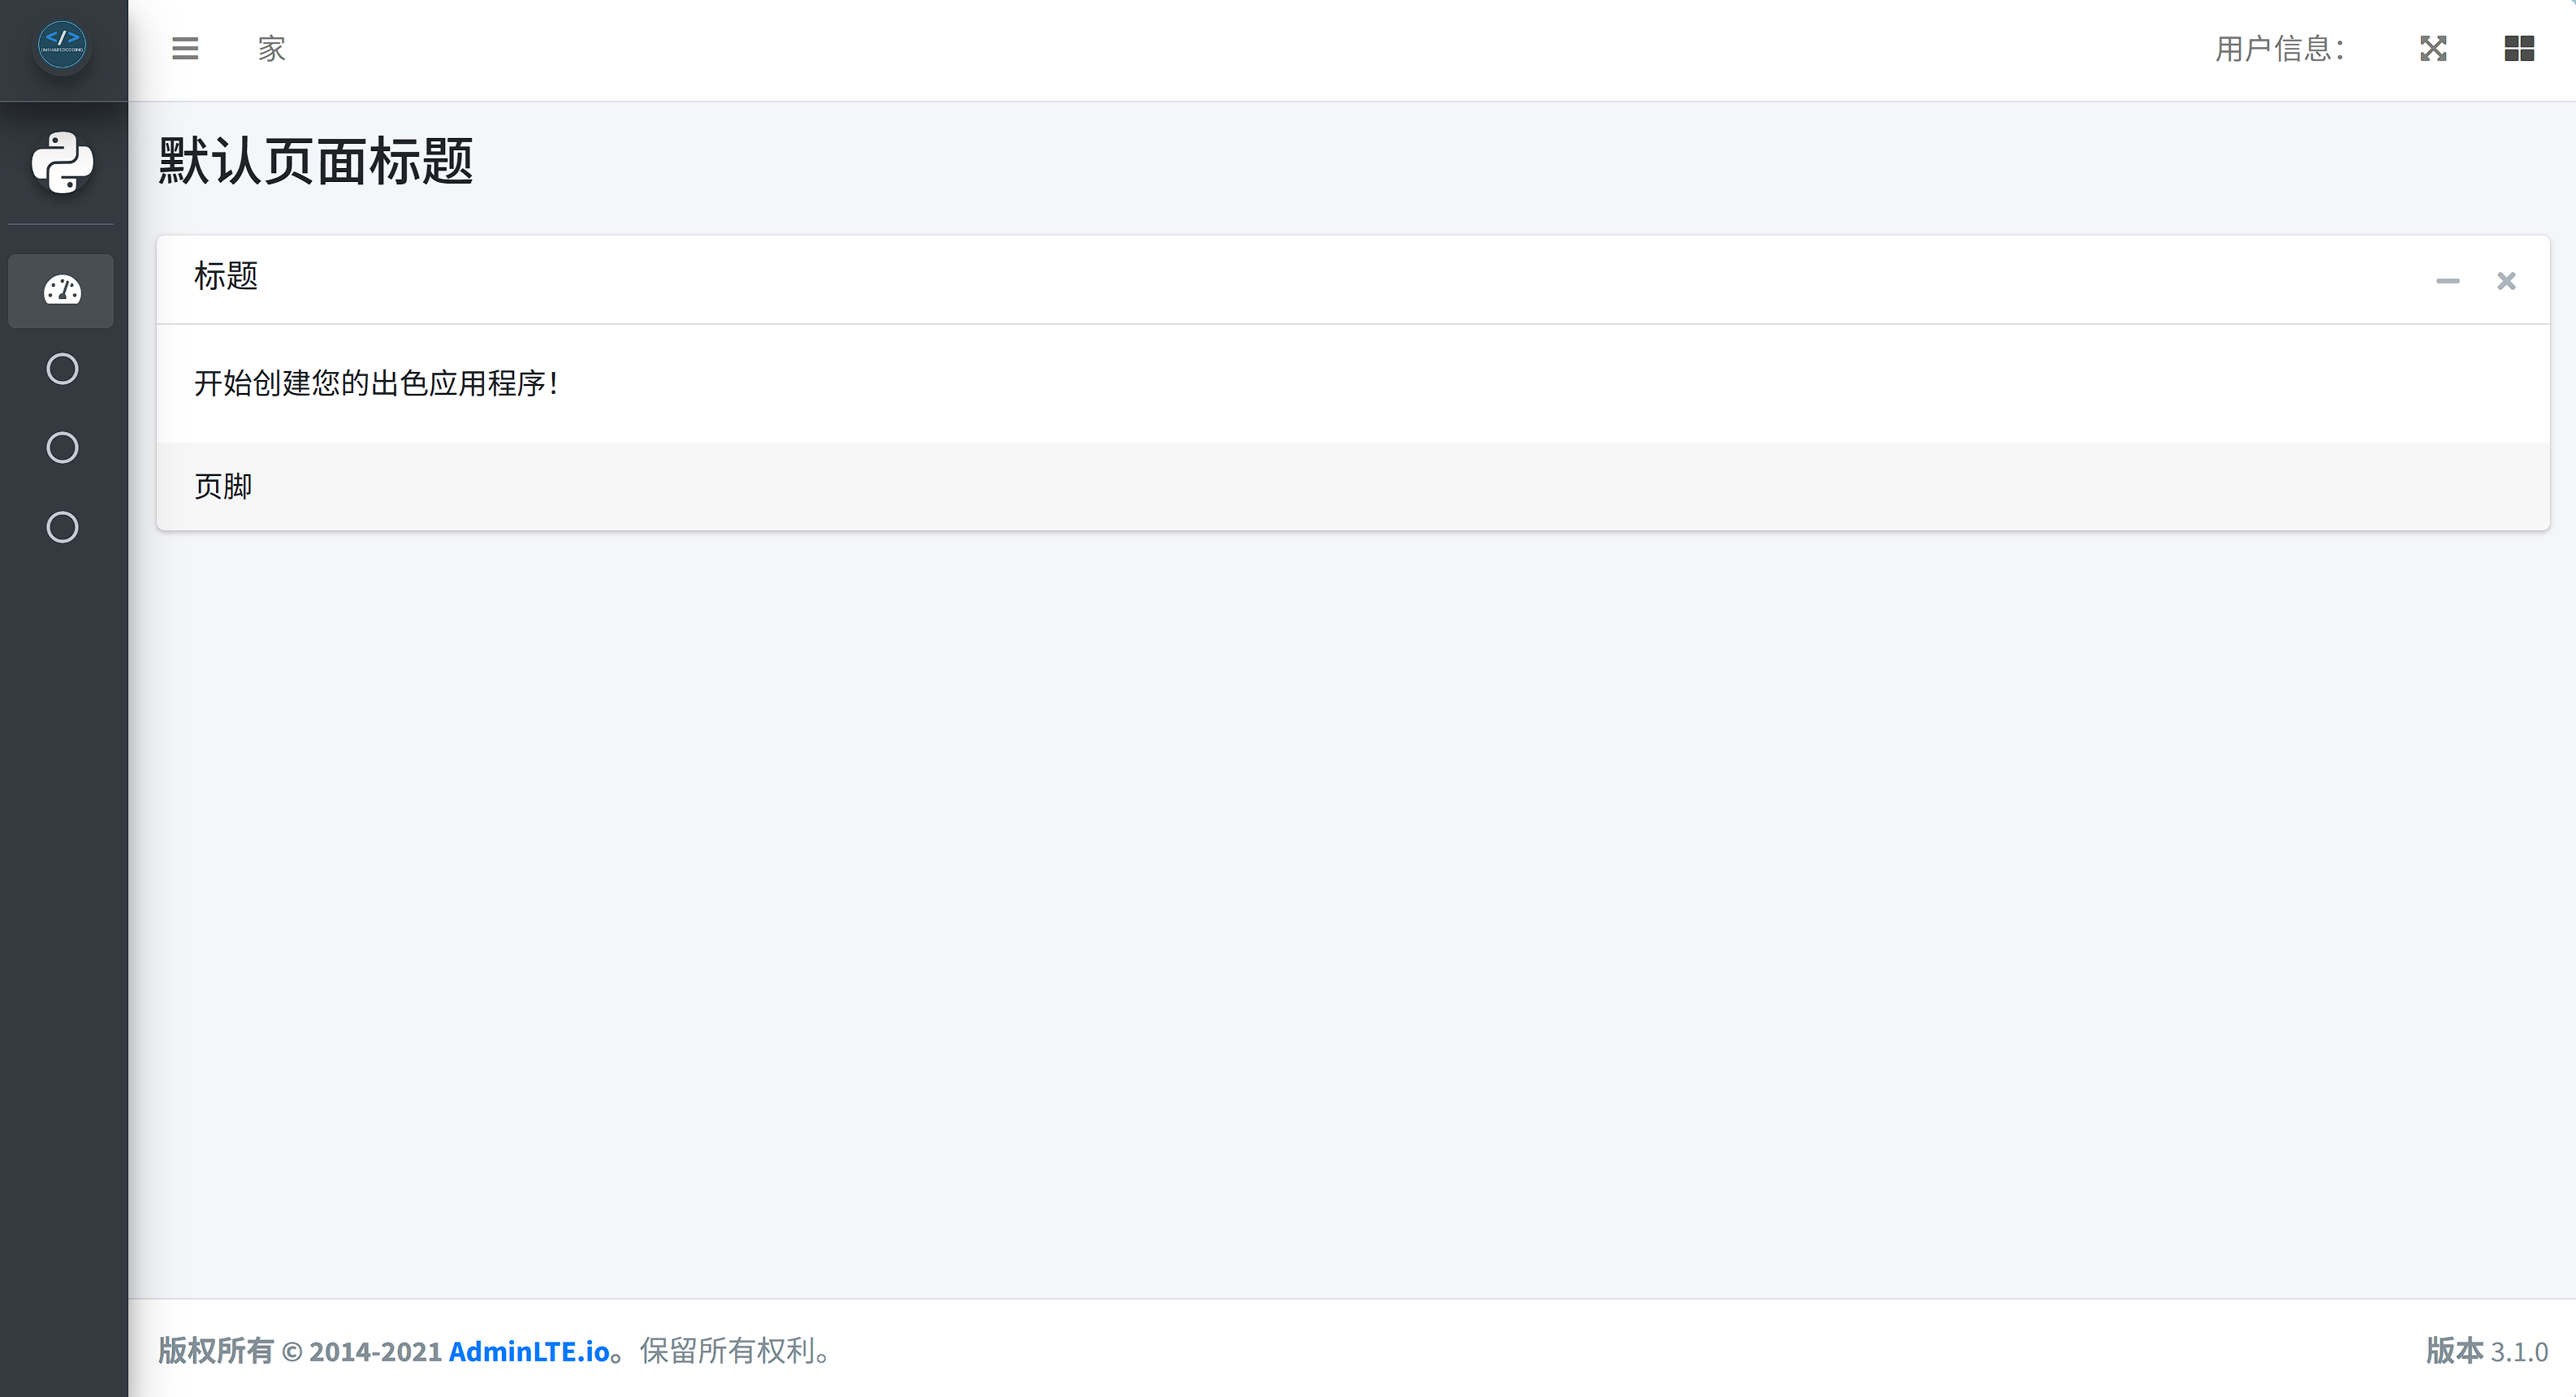 </>
家
用户信息：
默认页面标题
标题
开始创建您的出色应用程序！
页脚
版权所有 © 2014-2021 AdminLTE.io。保留所有权利。
版本 3.1.0